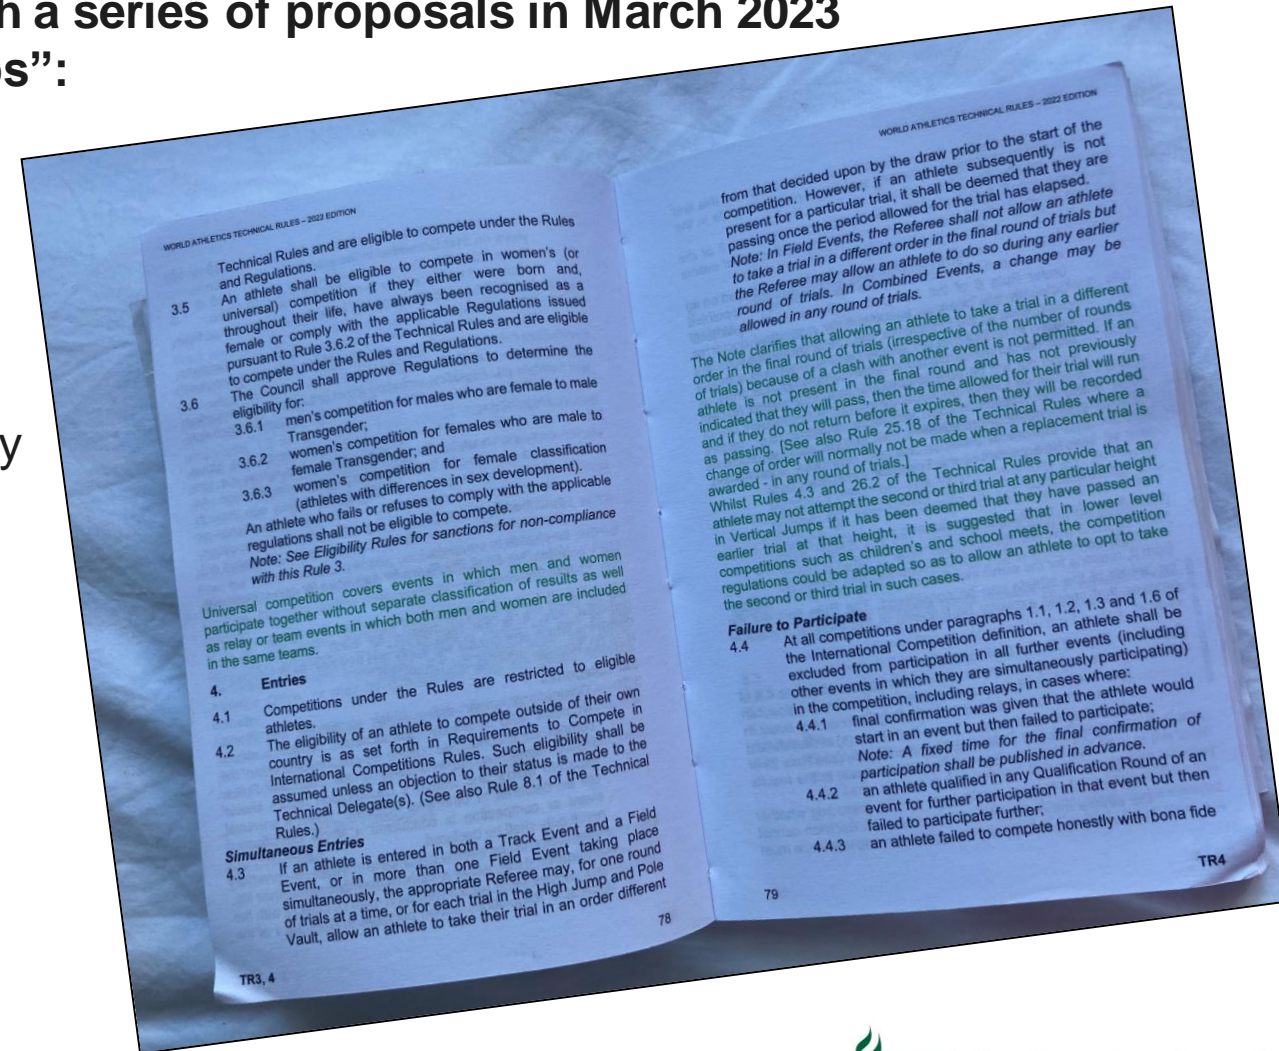 h a series of proposals in March 2023
s”:
y
WORLD ATHLETICS TECHNICAL RULES – 2022 EDITION
Technical Rules and are eligible to compete under the Rules
and Regulations.
3.5 An athlete shall be eligible to compete in women's (or
universal) competition if they either were born and,
throughout their life, have always been recognised as a
female or comply with the applicable Regulations issued
pursuant to Rule 3.6.2 of the Technical Rules and are eligible
to compete under the Rules and Regulations.
3.6 The Council shall approve Regulations to determine the
eligibility for:
3.6.1 men's competition for males who are female to male
Transgender;
3.6.2 women's competition for females who are male to
female Transgender; and
3.6.3 women's competition for female classification
(athletes with differences in sex development).
An athlete who fails or refuses to comply with the applicable
regulations shall not be eligible to compete.
Note: See Eligibility Rules for sanctions for non-compliance
with this Rule 3.
Universal competition covers events in which men and women
participate together without separate classification of results as well
as relay or team events in which both men and women are included
in the same teams.
4. Entries
4.1 Competitions under the Rules are restricted to eligible
athletes.
4.2 The eligibility of an athlete to compete outside of their own
country is as set forth in Requirements to Compete in
International Competitions Rules. Such eligibility shall be
assumed unless an objection to their status is made to the
Technical Delegate(s). (See also Rule 8.1 of the Technical
Rules.)
Simultaneous Entries
4.3 If an athlete is entered in both a Track Event and a Field
Event, or in more than one Field Event taking place
simultaneously, the appropriate Referee may, for one round
of trials at a time, or for each trial in the High Jump and Pole
Vault, allow an athlete to take their trial in an order different
78
TR3, 4
WORLD ATHLETICS TECHNICAL RULES – 2022 EDITION
from that decided upon by the draw prior to the start of the
competition. However, if an athlete subsequently is not
present for a particular trial, it shall be deemed that they are
passing once the period allowed for the trial has elapsed.
Note: In Field Events, the Referee shall not allow an athlete
to take a trial in a different order in the final round of trials but
the Referee may allow an athlete to do so during any earlier
round of trials. In Combined Events, a change may be
allowed in any round of trials.
The Note clarifies that allowing an athlete to take a trial in a different
order in the final round of trials (irrespective of the number of rounds
of trials) because of a clash with another event is not permitted. If an
athlete is not present in the final round and has not previously
indicated that they will pass, then the time allowed for their trial will run
and if they do not return before it expires, then they will be recorded
as passing. [See also Rule 25.18 of the Technical Rules where a
change of order will normally not be made when a replacement trial is
awarded - in any round of trials.]
Whilst Rules 4.3 and 26.2 of the Technical Rules provide that an
athlete may not attempt the second or third trial at any particular height
in Vertical Jumps if it has been deemed that they have passed an
earlier trial at that height, it is suggested that in lower level
competitions such as children's and school meets, the competition
regulations could be adapted so as to allow an athlete to opt to take
the second or third trial in such cases.
Failure to Participate
4.4 At all competitions under paragraphs 1.1, 1.2, 1.3 and 1.6 of
the International Competition definition, an athlete shall be
excluded from participation in all further events (including
other events in which they are simultaneously participating)
in the competition, including relays, in cases where:
4.4.1 final confirmation was given that the athlete would
start in an event but then failed to participate;
Note: A fixed time for the final confirmation of
participation shall be published in advance.
4.4.2 an athlete qualified in any Qualification Round of an
event for further participation in that event but then
failed to participate further;
4.4.3 an athlete failed to compete honestly with bona fide
79
TR4